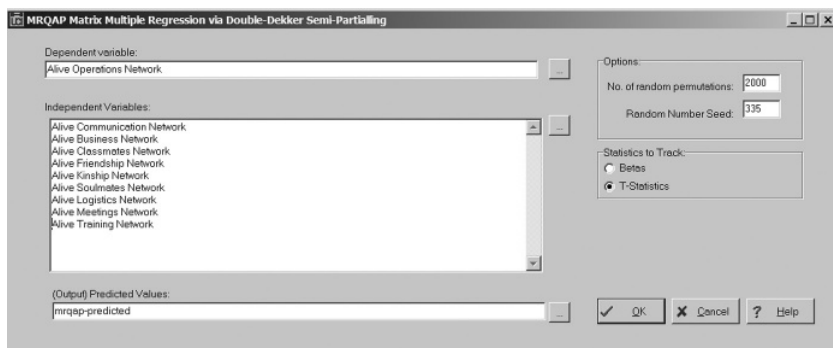 MRQAP Matrix Multiple Regression via Double-Dekker Semi-Partialling
Dependent variable:
Alive Operations Network
...
Independent Variables:
Alive Communication Network
Alive Business Network
Alive Classmates Network
Alive Friendship Network
Alive Kinship Network
Alive Soulmates Network
Alive Logistics Network
Alive Meetings Network
Alive Training Network
...
(Output) Predicted Values:
mrqap-predicted
...
Options:
No. of random permutations: 2000
Random Number Seed: 335
Statistics to Track:
Betas
T-Statistics
OK
Cancel
? Help